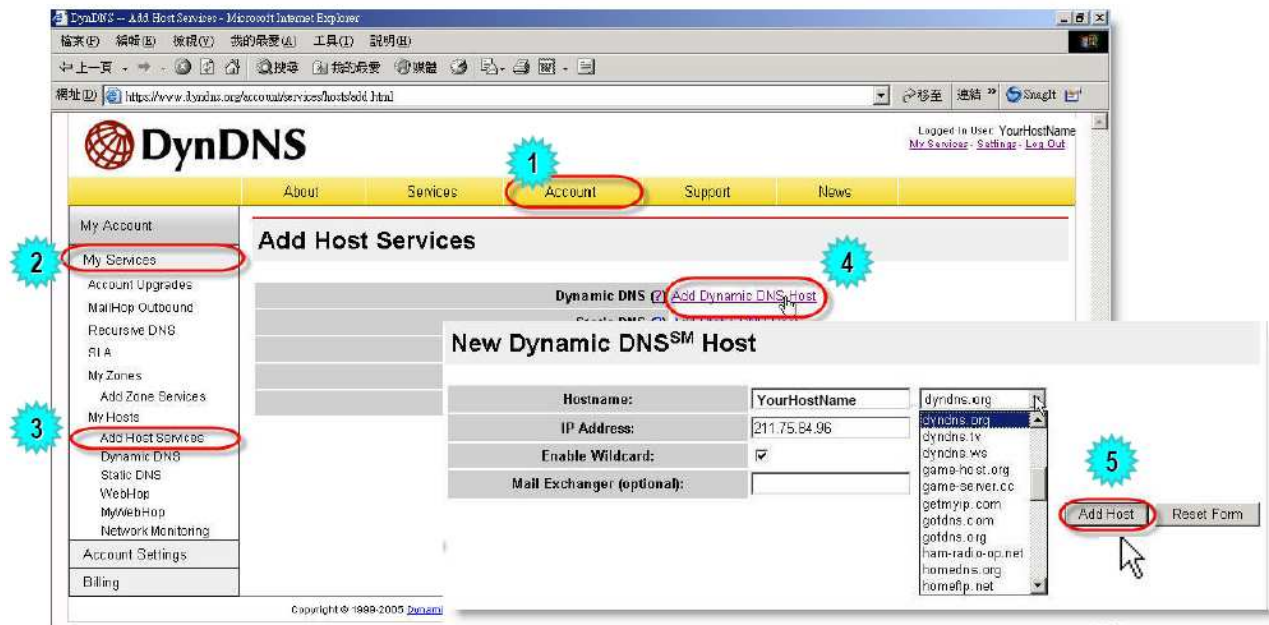 DynDNS -- Add Host Services - Microsoft Internet Explorer
檔案(F) 編輯(E) 檢視(V) 我的最愛(A) 工具(T) 說明(H)
上一頁 搜尋 我的最愛 媒體
網址(D) https://www.dyndns.org/account/services/hosts/add.html 移至 連結 » SnagIt
DynDNS
Logged In User: YourHostName
My Services - Settings - Log Out
1
About Services Account Support News
My Account
Add Host Services
2
My Services
4
Account Upgrades
Dynamic DNS (?) Add Dynamic DNS Host
MailHop Outbound
Recursive DNS
SLA
My Zones
Add Zone Services
My Hosts
3
Add Host Services
Dynamic DNS
Static DNS
WebHop
MyWebHop
Network Monitoring
Account Settings
Billing
Copyright © 1999-2005
New Dynamic DNS SM Host
Hostname: YourHostName dyndns.org
IP Address: 211.75.84.96
Enable Wildcard:
Mail Exchanger (optional):
dyndns.org
dyndns.tv
dyndns.ws
game-host.org
game-server.cc
getmyip.com
gotdns.com
gotdns.org
ham-radio-op.net
homedns.org
homeftp.net
5
Add Host Reset Form